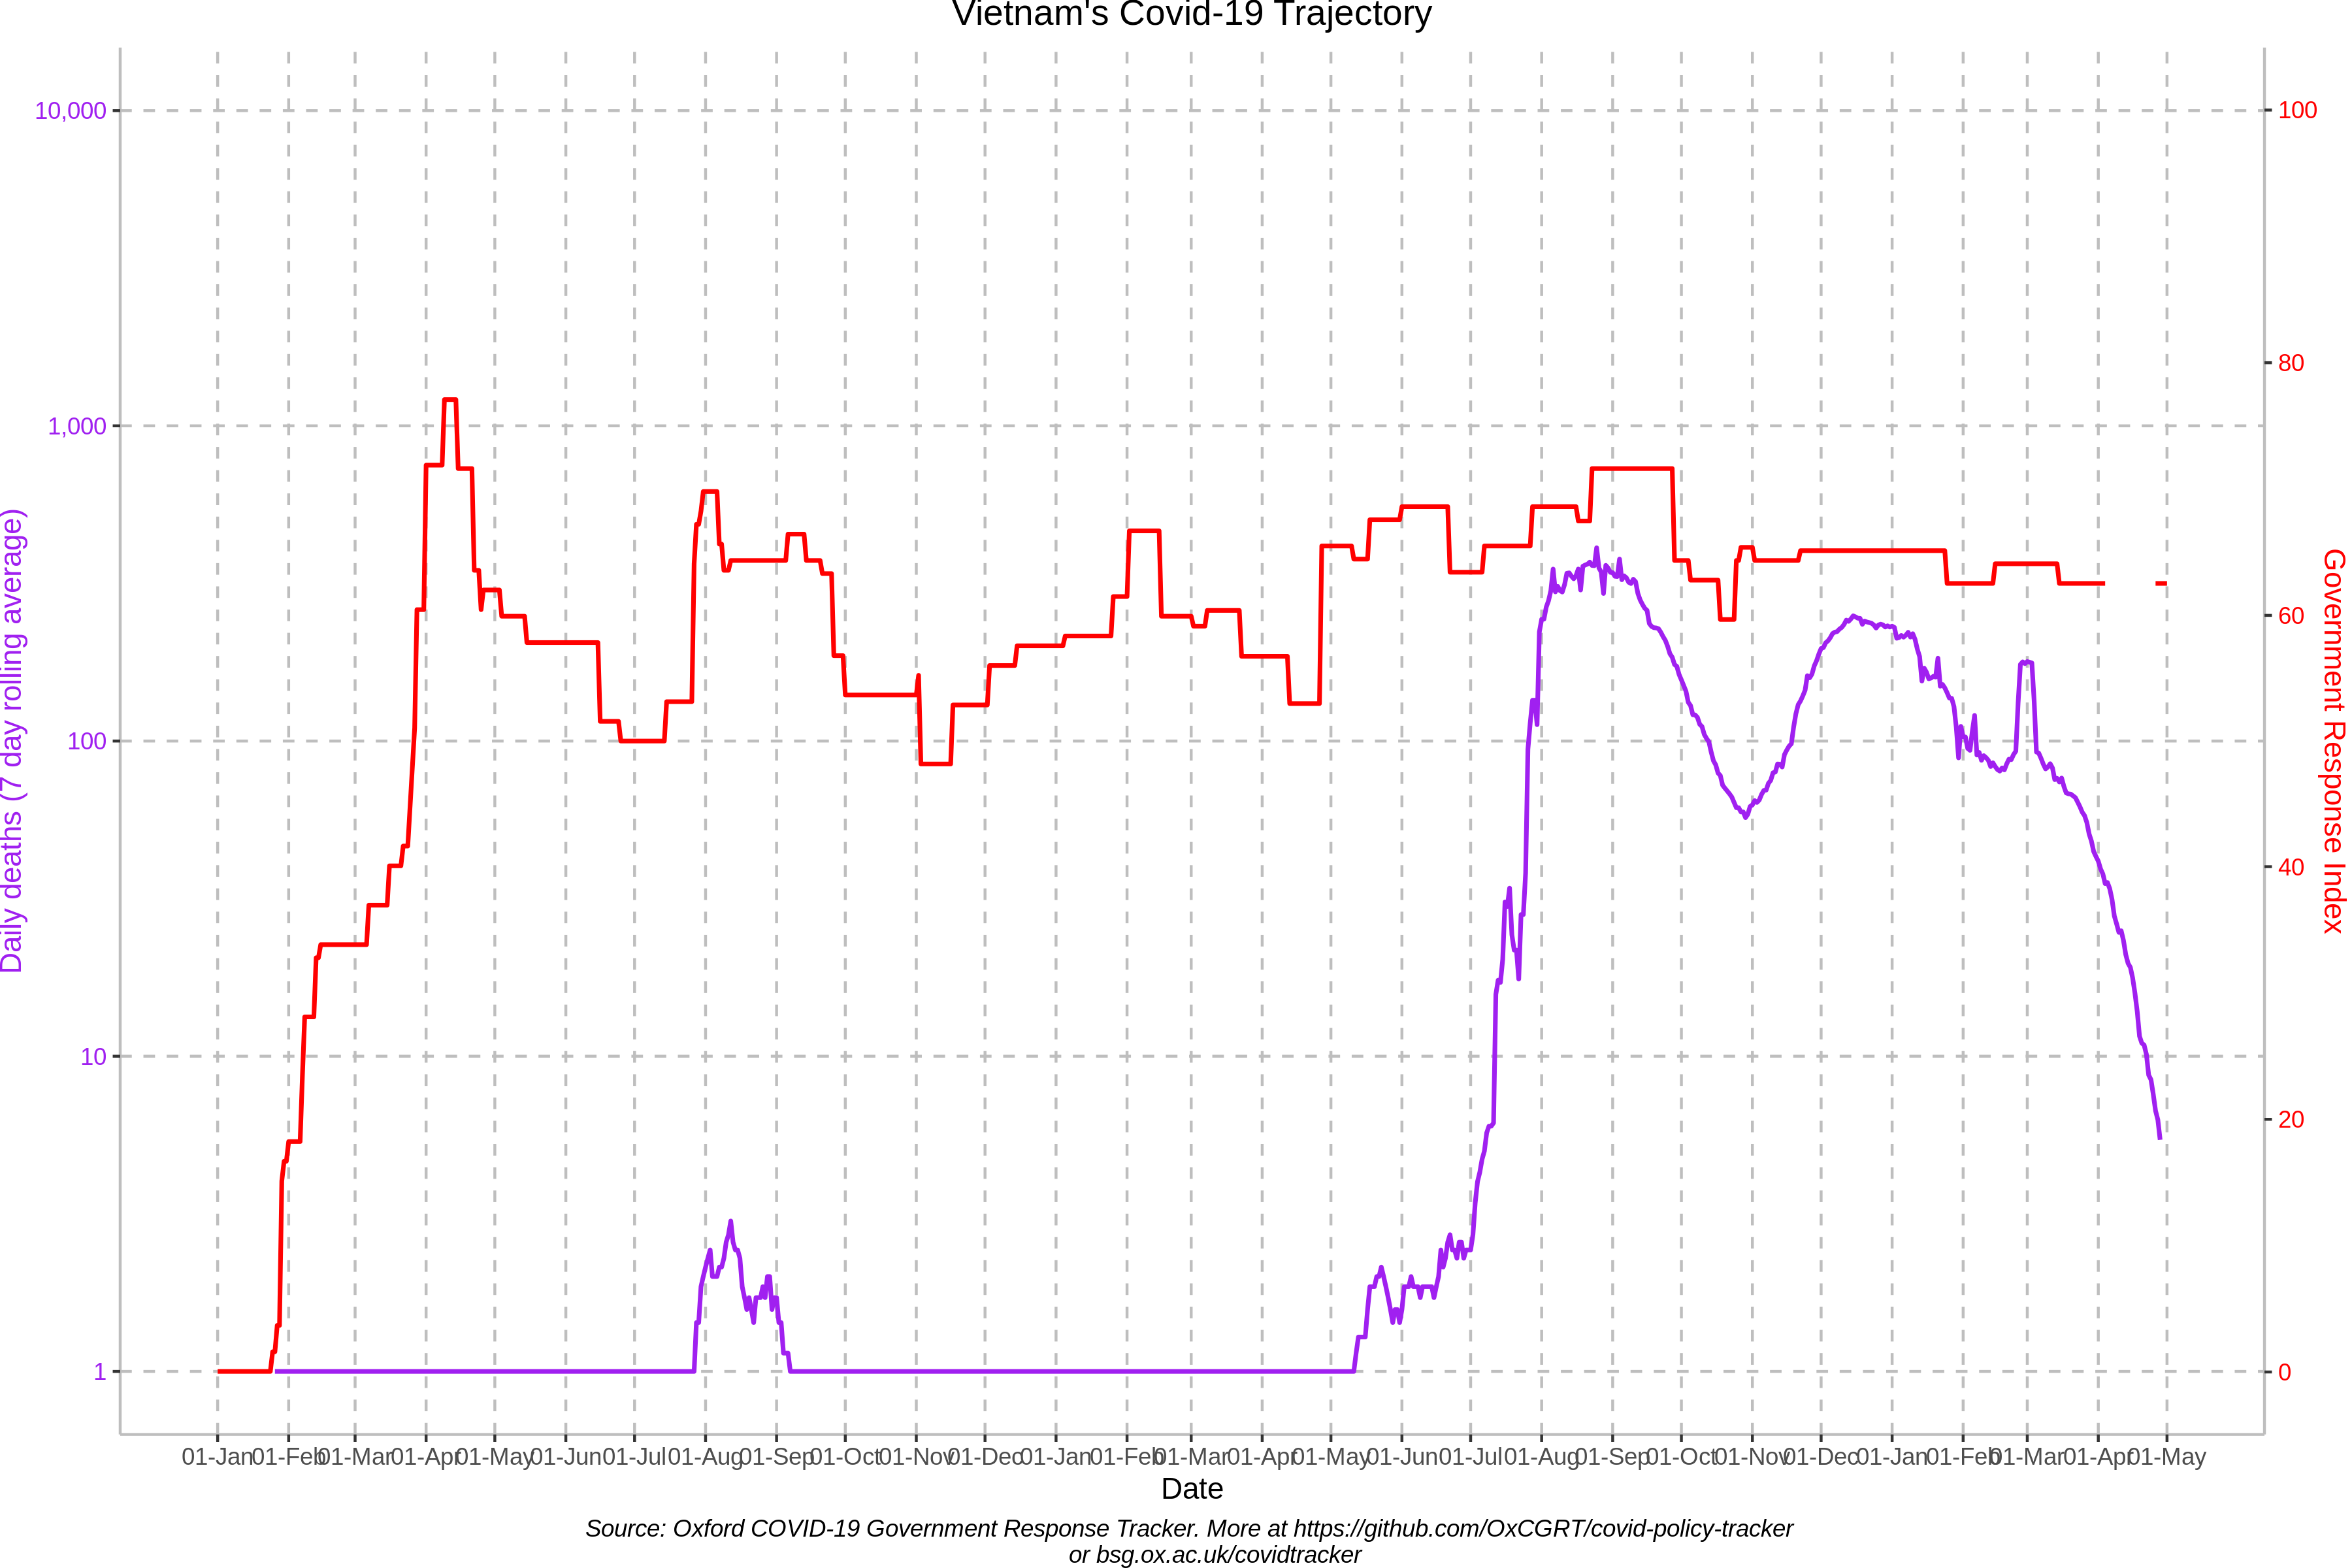 Vietnam's Covid-19 Trajectory
Daily deaths (7 day rolling average)
10,000
1,000
100
10
1
100
80
60
40
20
0
Government Response Index
01-Jan 01-Feb 01-Mar 01-Apr 01-May 01-Jun 01-Jul 01-Aug 01-Sep 01-Oct 01-Nov 01-Dec 01-Jan 01-Feb 01-Mar 01-Apr 01-May 01-Jun 01-Jul 01-Aug 01-Sep 01-Oct 01-Nov 01-Dec 01-Jan 01-Feb 01-Mar 01-Apr 01-May
Date
Source: Oxford COVID-19 Government Response Tracker. More at https://github.com/OxCGRT/covid-policy-tracker
or bsg.ox.ac.uk/covidtracker